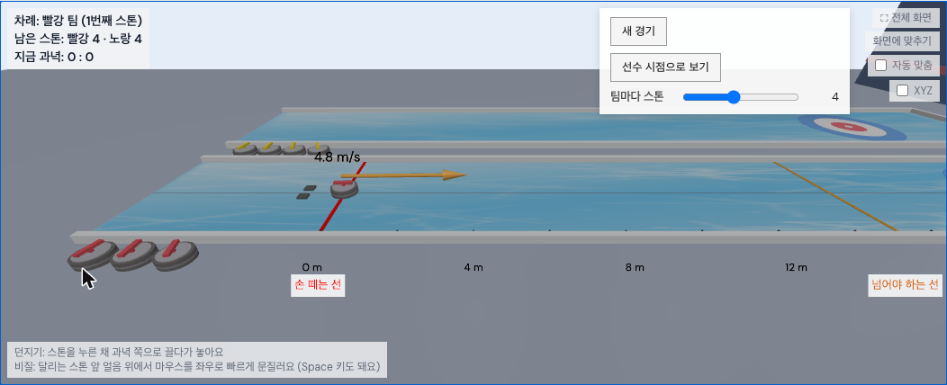 차례: 빨강 팀 (1번째 스톤)
남은 스톤: 빨강 4 · 노랑 4
지금 과녁: 0 : 0
새 경기
선수 시점으로 보기
팀마다 스톤 4
전체 화면
화면에 맞추기
자동 맞춤
XYZ
4.8 m/s
0 m 4 m 8 m 12 m
손 떼는 선
넘어야 하는 선
던지기: 스톤을 누른 채 과녁 쪽으로 끌다가 놓아요
비질: 달리는 스톤 앞 얼음 위에서 마우스를 좌우로 빠르게 문질러요 (Space 키도 돼요)